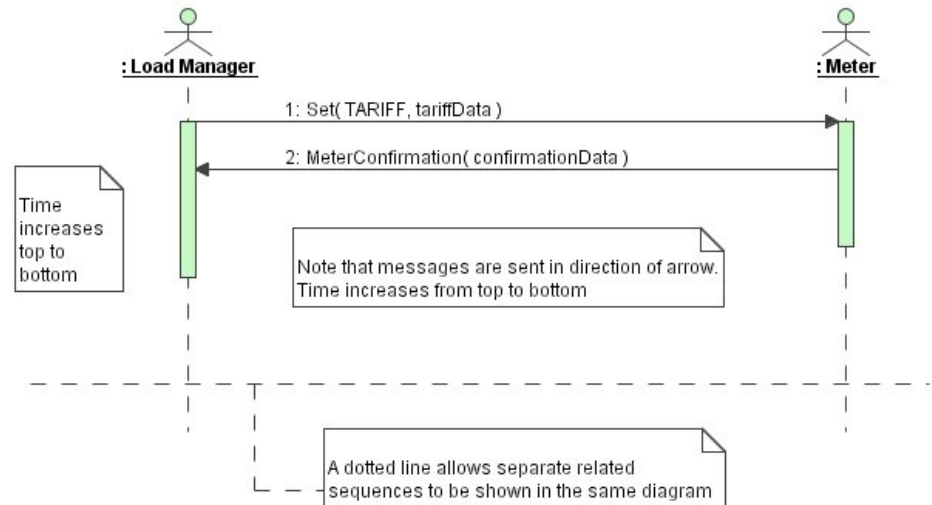 : Load Manager
: Meter
1: Set( TARIFF, tariffData )
2: MeterConfirmation( confirmationData )
Time
increases
top to
bottom
Note that messages are sent in direction of arrow.
Time increases from top to bottom
A dotted line allows separate related
sequences to be shown in the same diagram